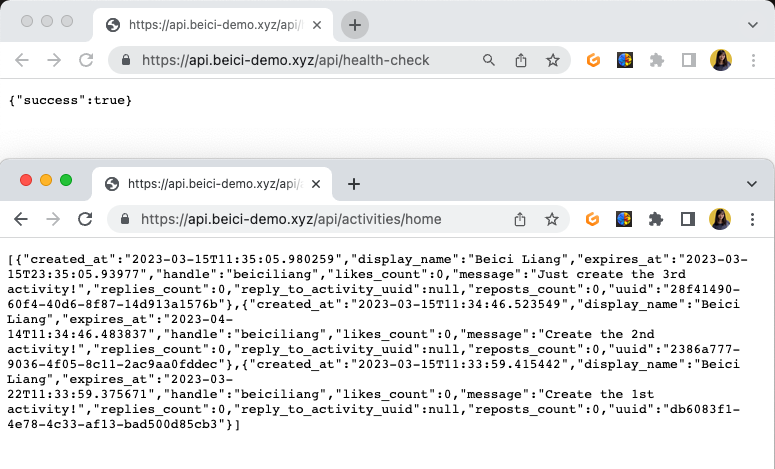 https://api.beici-demo.xyz/api/
https://api.beici-demo.xyz/api/health-check
{"success":true}
https://api.beici-demo.xyz/api/
https://api.beici-demo.xyz/api/activities/home
[{"created_at":"2023-03-15T11:35:05.980259","display_name":"Beici Liang","expires_at":"2023-03-
15T23:35:05.93977","handle":"beiciliang","likes_count":0,"message":"Just create the 3rd
activity!","replies_count":0,"reply_to_activity_uuid":null,"reposts_count":0,"uuid":"28f41490-
60f4-40d6-8f87-14d913a1576b"},{"created_at":"2023-03-15T11:34:46.523549","display_name":"Beici
Liang","expires_at":"2023-04-
14T11:34:46.483837","handle":"beiciliang","likes_count":0,"message":"Create the 2nd
activity!","replies_count":0,"reply_to_activity_uuid":null,"reposts_count":0,"uuid":"2386a777-
9036-4f05-8c11-2ac9aa0fddec"},{"created_at":"2023-03-15T11:33:59.415442","display_name":"Beici
Liang","expires_at":"2023-03-
22T11:33:59.375671","handle":"beiciliang","likes_count":0,"message":"Create the 1st
activity!","replies_count":0,"reply_to_activity_uuid":null,"reposts_count":0,"uuid":"db6083f1-
4e78-4c33-af13-bad500d85cb3"}]